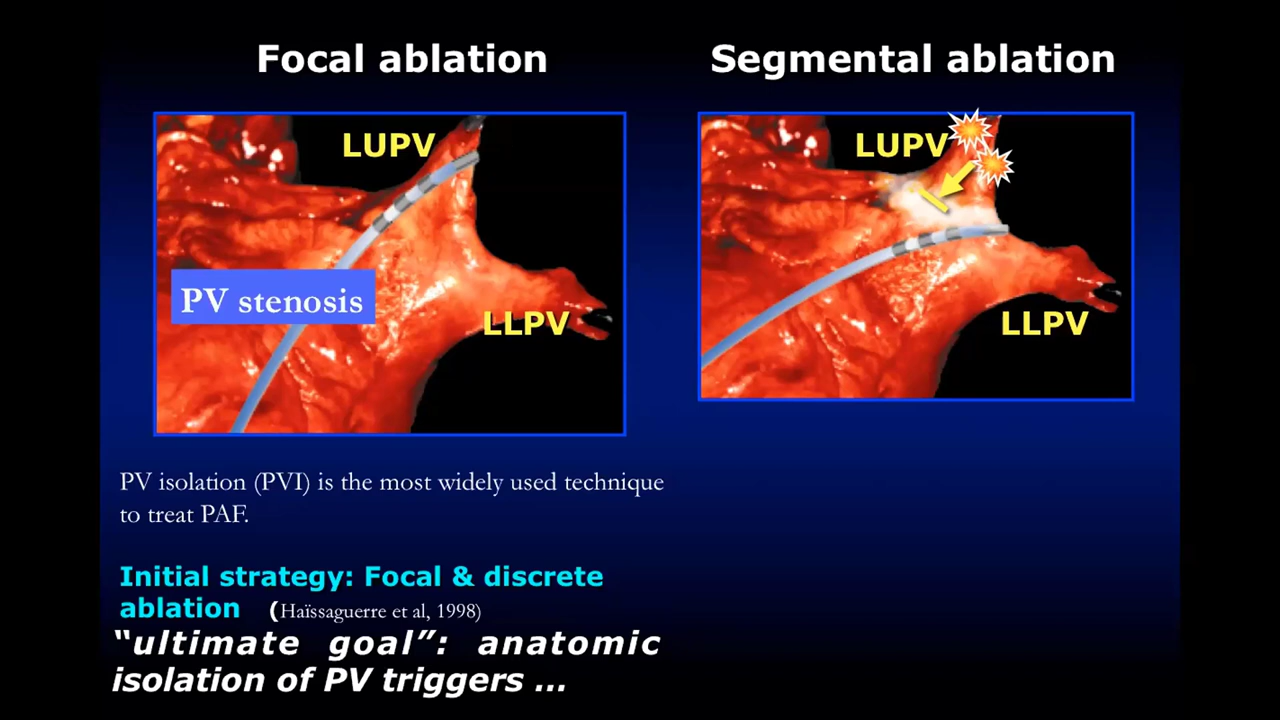 Focal ablation
Segmental ablation
LUPV
PV stenosis
LLPV
LUPV
LLPV
PV isolation (PVI) is the most widely used technique
to treat PAF.
Initial strategy: Focal & discrete
ablation (Haïssaguerre et al, 1998)
“ultimate goal”: anatomic
isolation of PV triggers ...